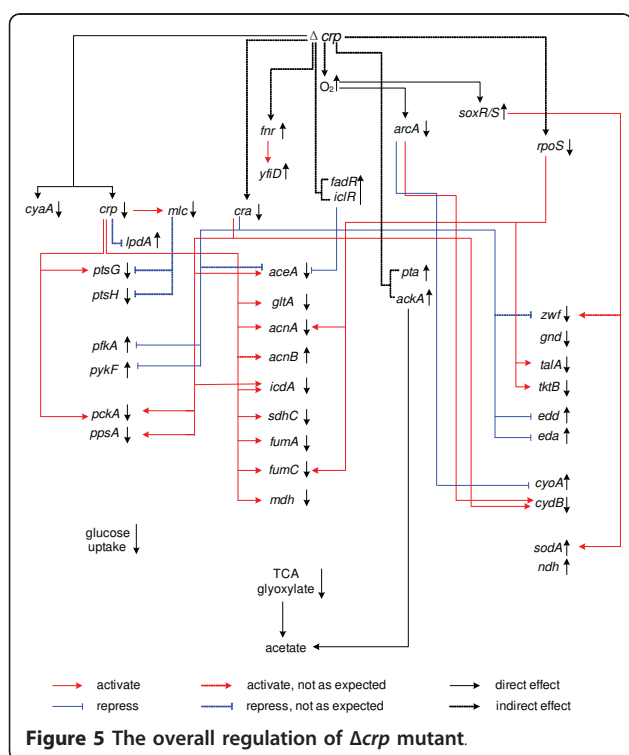 Δ crp
O₂↑
soxR/S↑
fnr↑
arcA↓
rpoS↓
yfiD↑
fadR↑
iclR
cyaA↓ crp↓ mlc↓ cra↓
lpdA↑
ptsG↓ aceA↓ pta↑
ptsH↓ gltA↓ ackA↑
zwf↓
acnA↓ gnd↓
pfkA↑ acnB↑ talA↓
pykF↑ icdA↓ tktB↓
pckA↓ sdhC↓ edd↑
ppsA↓ fumA↓ eda↑
fumC↓ cyoA↑
mdh↓ cydB↓
glucose
uptake↓
sodA↑
ndh↑
TCA
glyoxylate↓
acetate
activate activate, not as expected direct effect
repress repress, not as expected indirect effect
Figure 5 The overall regulation of Δcrp mutant.